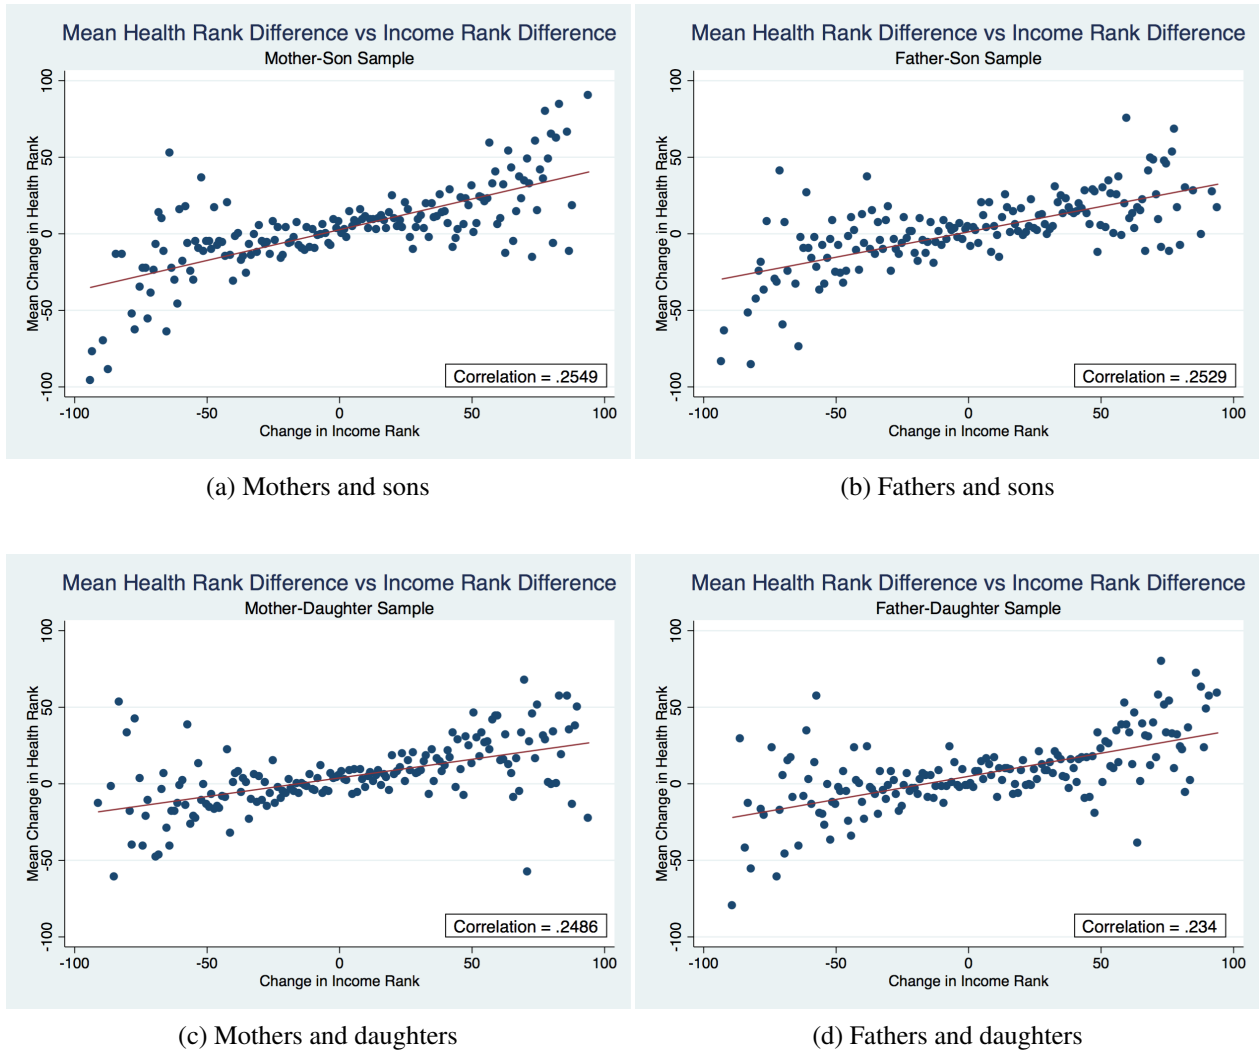 Mean Health Rank Difference vs Income Rank Difference
Mother-Son Sample
Mean Change in Health Rank
100
50
0
-50
-100
Correlation = .2549
-100 -50 0 50 100
Change in Income Rank
(a) Mothers and sons
Mean Health Rank Difference vs Income Rank Difference
Father-Son Sample
Mean Change in Health Rank
100
50
0
-50
-100
Correlation = .2529
-100 -50 0 50 100
Change in Income Rank
(b) Fathers and sons
Mean Health Rank Difference vs Income Rank Difference
Mother-Daughter Sample
Mean Change in Health Rank
100
50
0
-50
-100
Correlation = .2486
-100 -50 0 50 100
Change in Income Rank
(c) Mothers and daughters
Mean Health Rank Difference vs Income Rank Difference
Father-Daughter Sample
Mean Change in Health Rank
100
50
0
-50
-100
Correlation = .234
-100 -50 0 50 100
Change in Income Rank
(d) Fathers and daughters